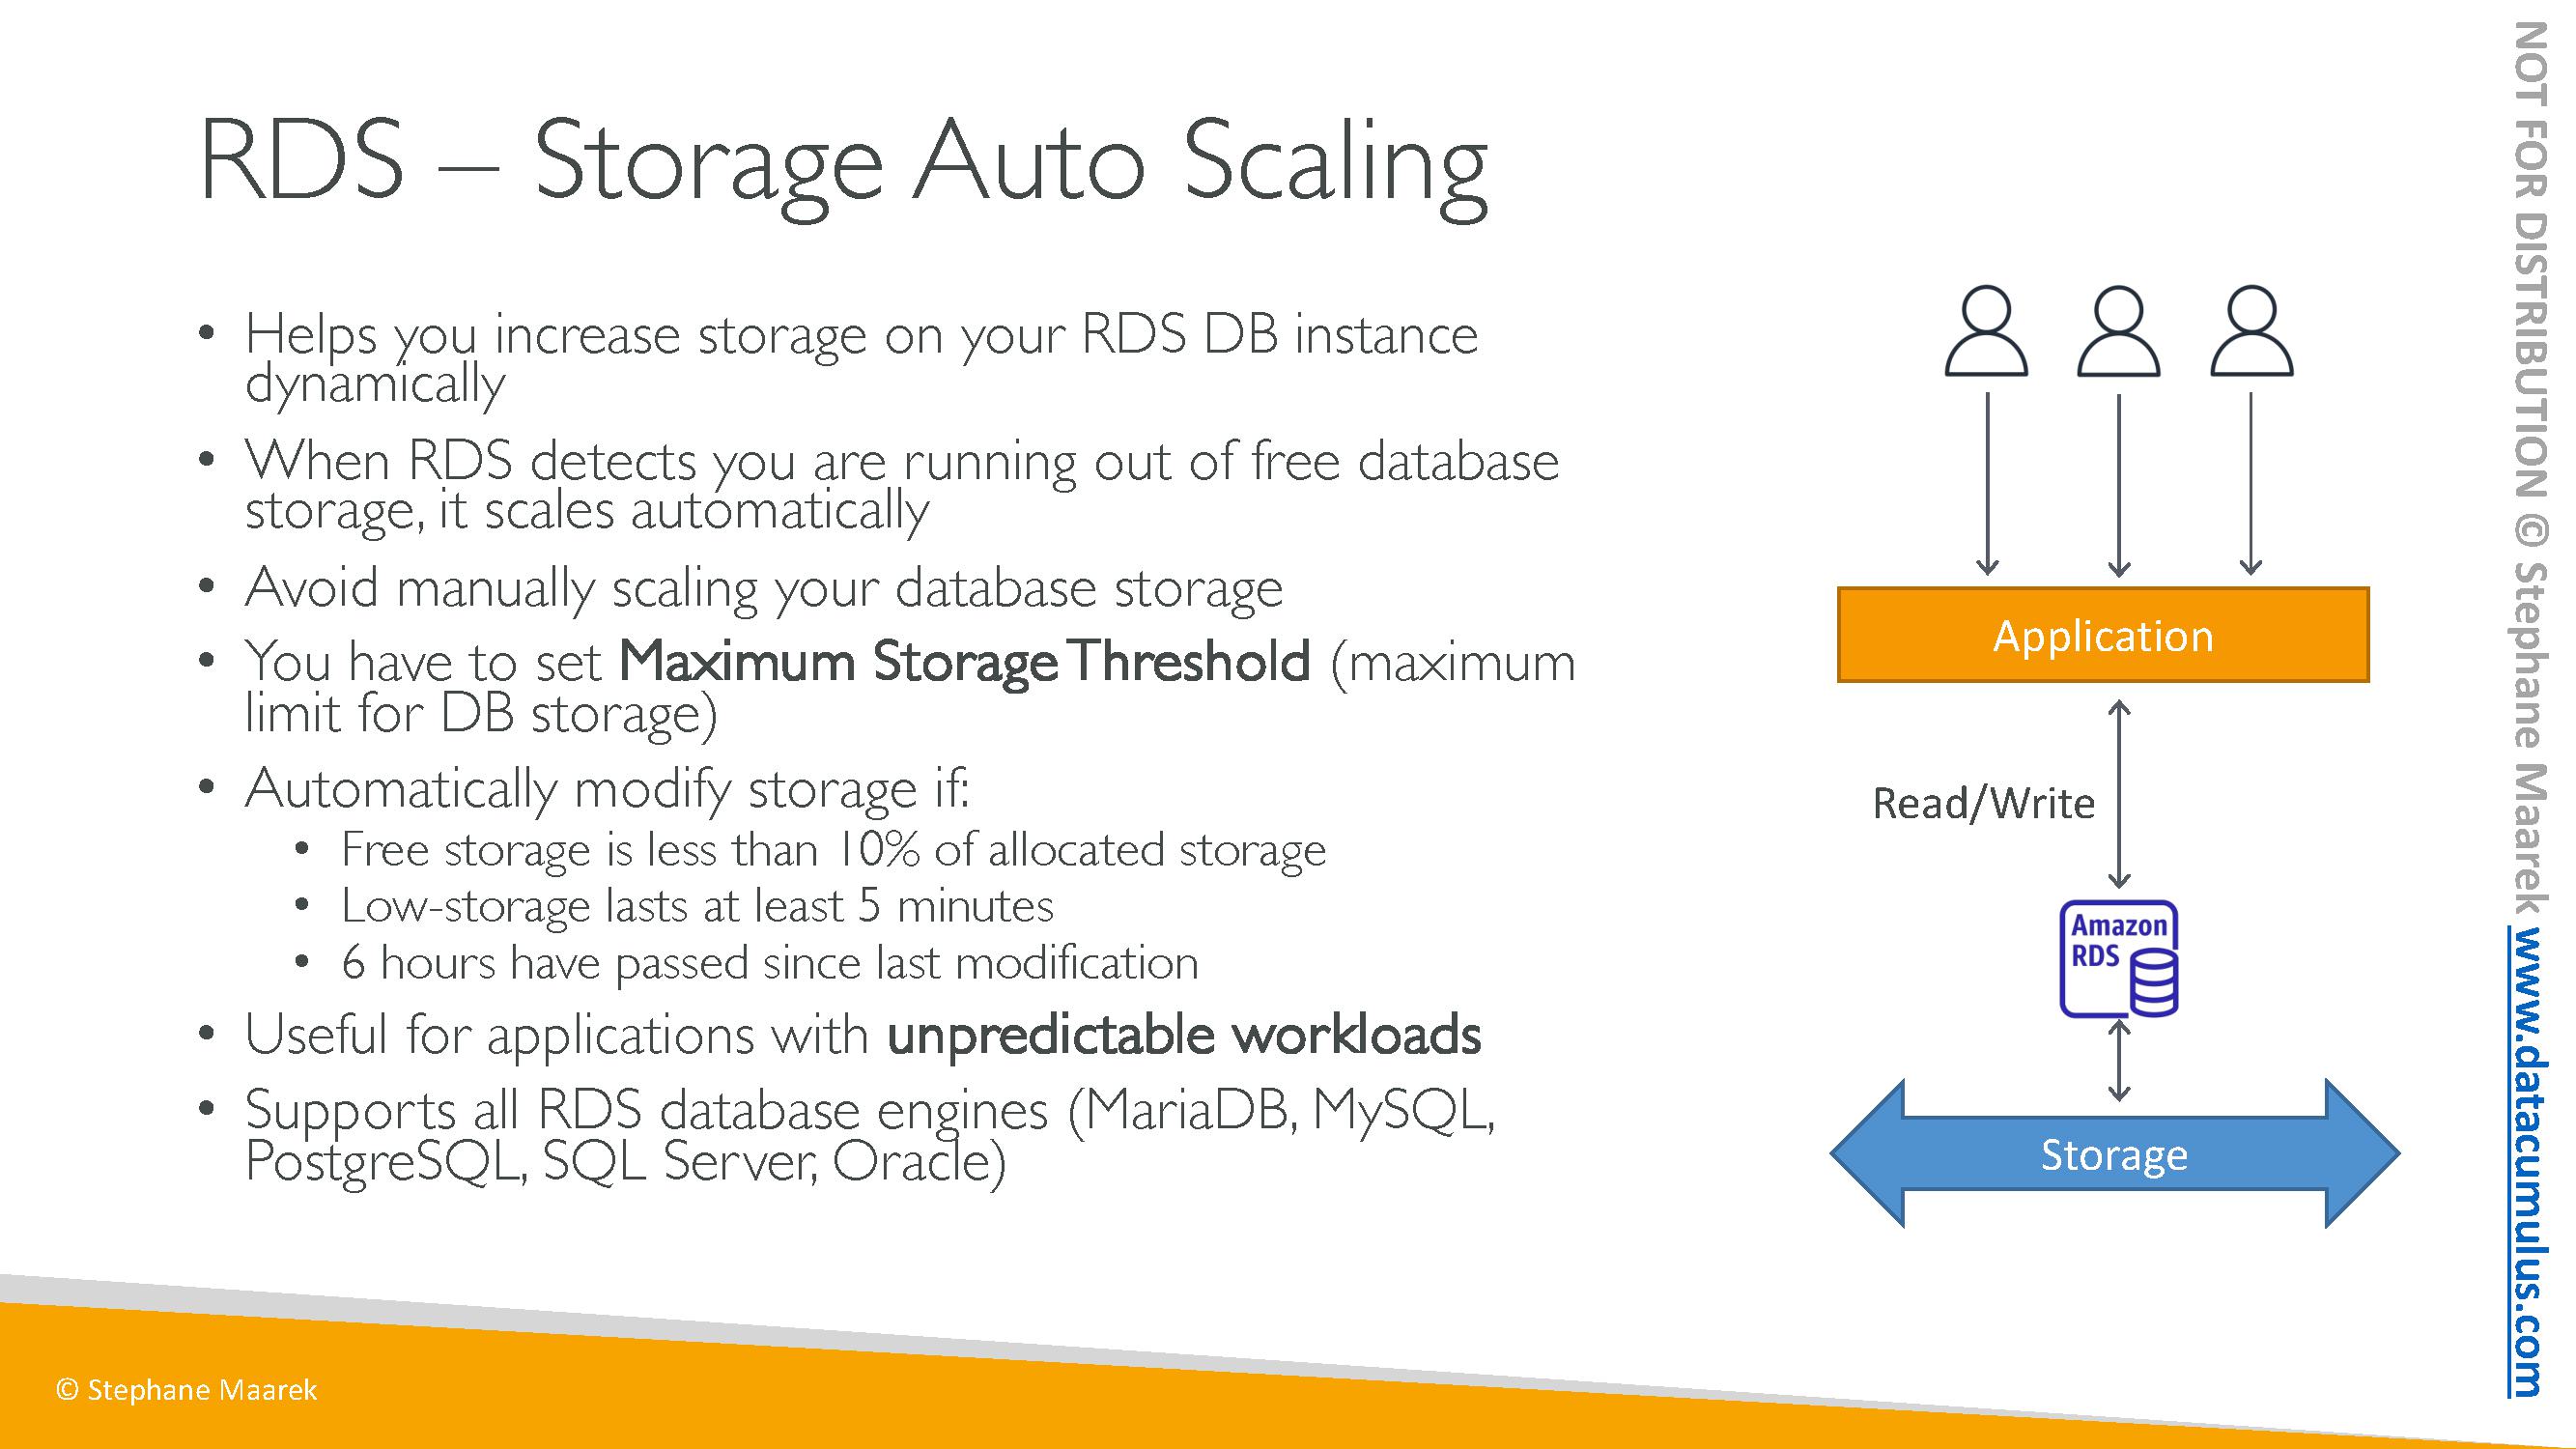 RDS – Storage Auto Scaling
• Helps you increase storage on your RDS DB instance
dynamically
• When RDS detects you are running out of free database
storage, it scales automatically
• Avoid manually scaling your database storage
• You have to set Maximum Storage Threshold (maximum
limit for DB storage)
• Automatically modify storage if:
• Free storage is less than 10% of allocated storage
• Low-storage lasts at least 5 minutes
• 6 hours have passed since last modification
• Useful for applications with unpredictable workloads
• Supports all RDS database engines (MariaDB, MySQL,
PostgreSQL, SQL Server, Oracle)
Application
Read/Write
Amazon
RDS
Storage
© Stephane Maarek
NOT FOR DISTRIBUTION © Stephane Maarek www.datacumulus.com